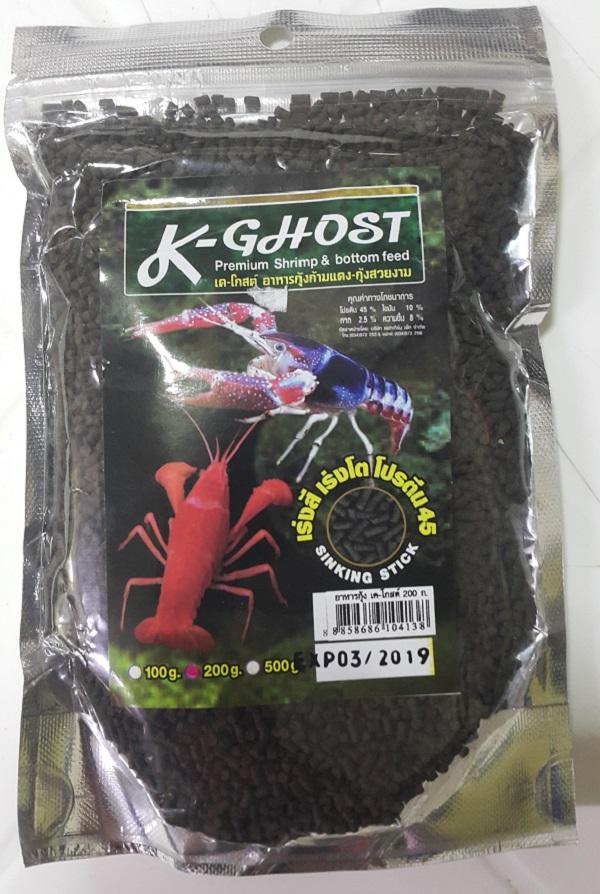 K-GHOST
Premium Shrimp & bottom feed
เค-โกสต์ อาหารกุ้งก้ามแดง-กุ้งสวยงาม
คุณค่าทางโภชนาการ
โปรตีน 45 % ไขมัน 10 %
กาก 2.5 % ความชื้น 8 %
เร่งสี เร่งโต โปรตีน45
SINKING STICK
อาหารกุ้ง เค-โกสต์ 200 ก.
8858686104138
100g. 200g. 500g
EXP03/2019